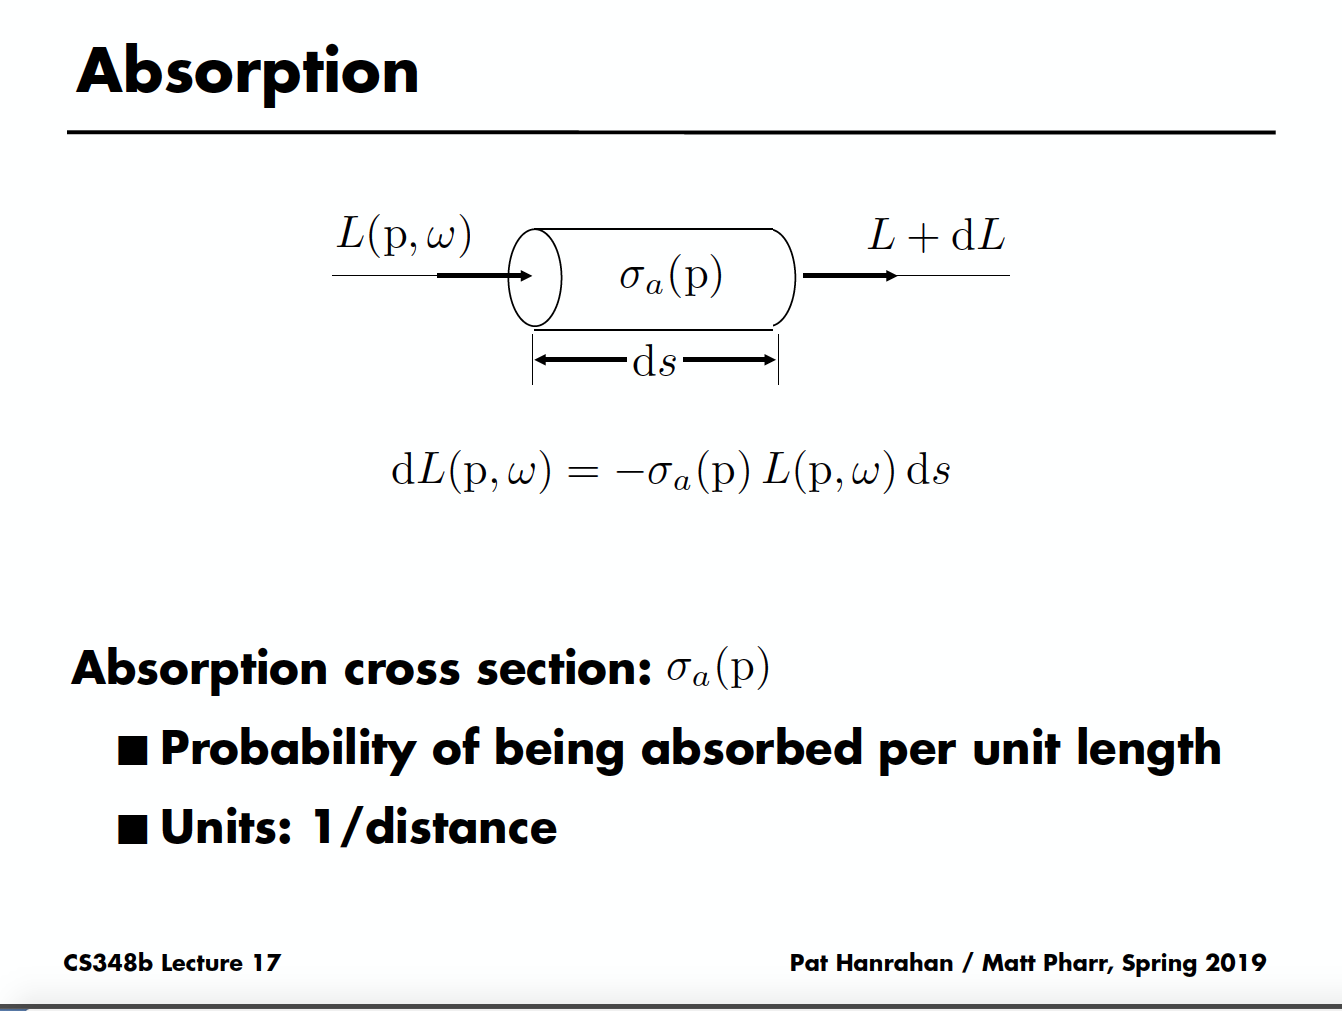 Absorption
L(p, ω)
L + dL
σₐ(p)
ds
dL(p, ω) = −σₐ(p) L(p, ω) ds
Absorption cross section: σₐ(p)
■ Probability of being absorbed per unit length
■ Units: 1/distance
CS348b Lecture 17
Pat Hanrahan / Matt Pharr, Spring 2019